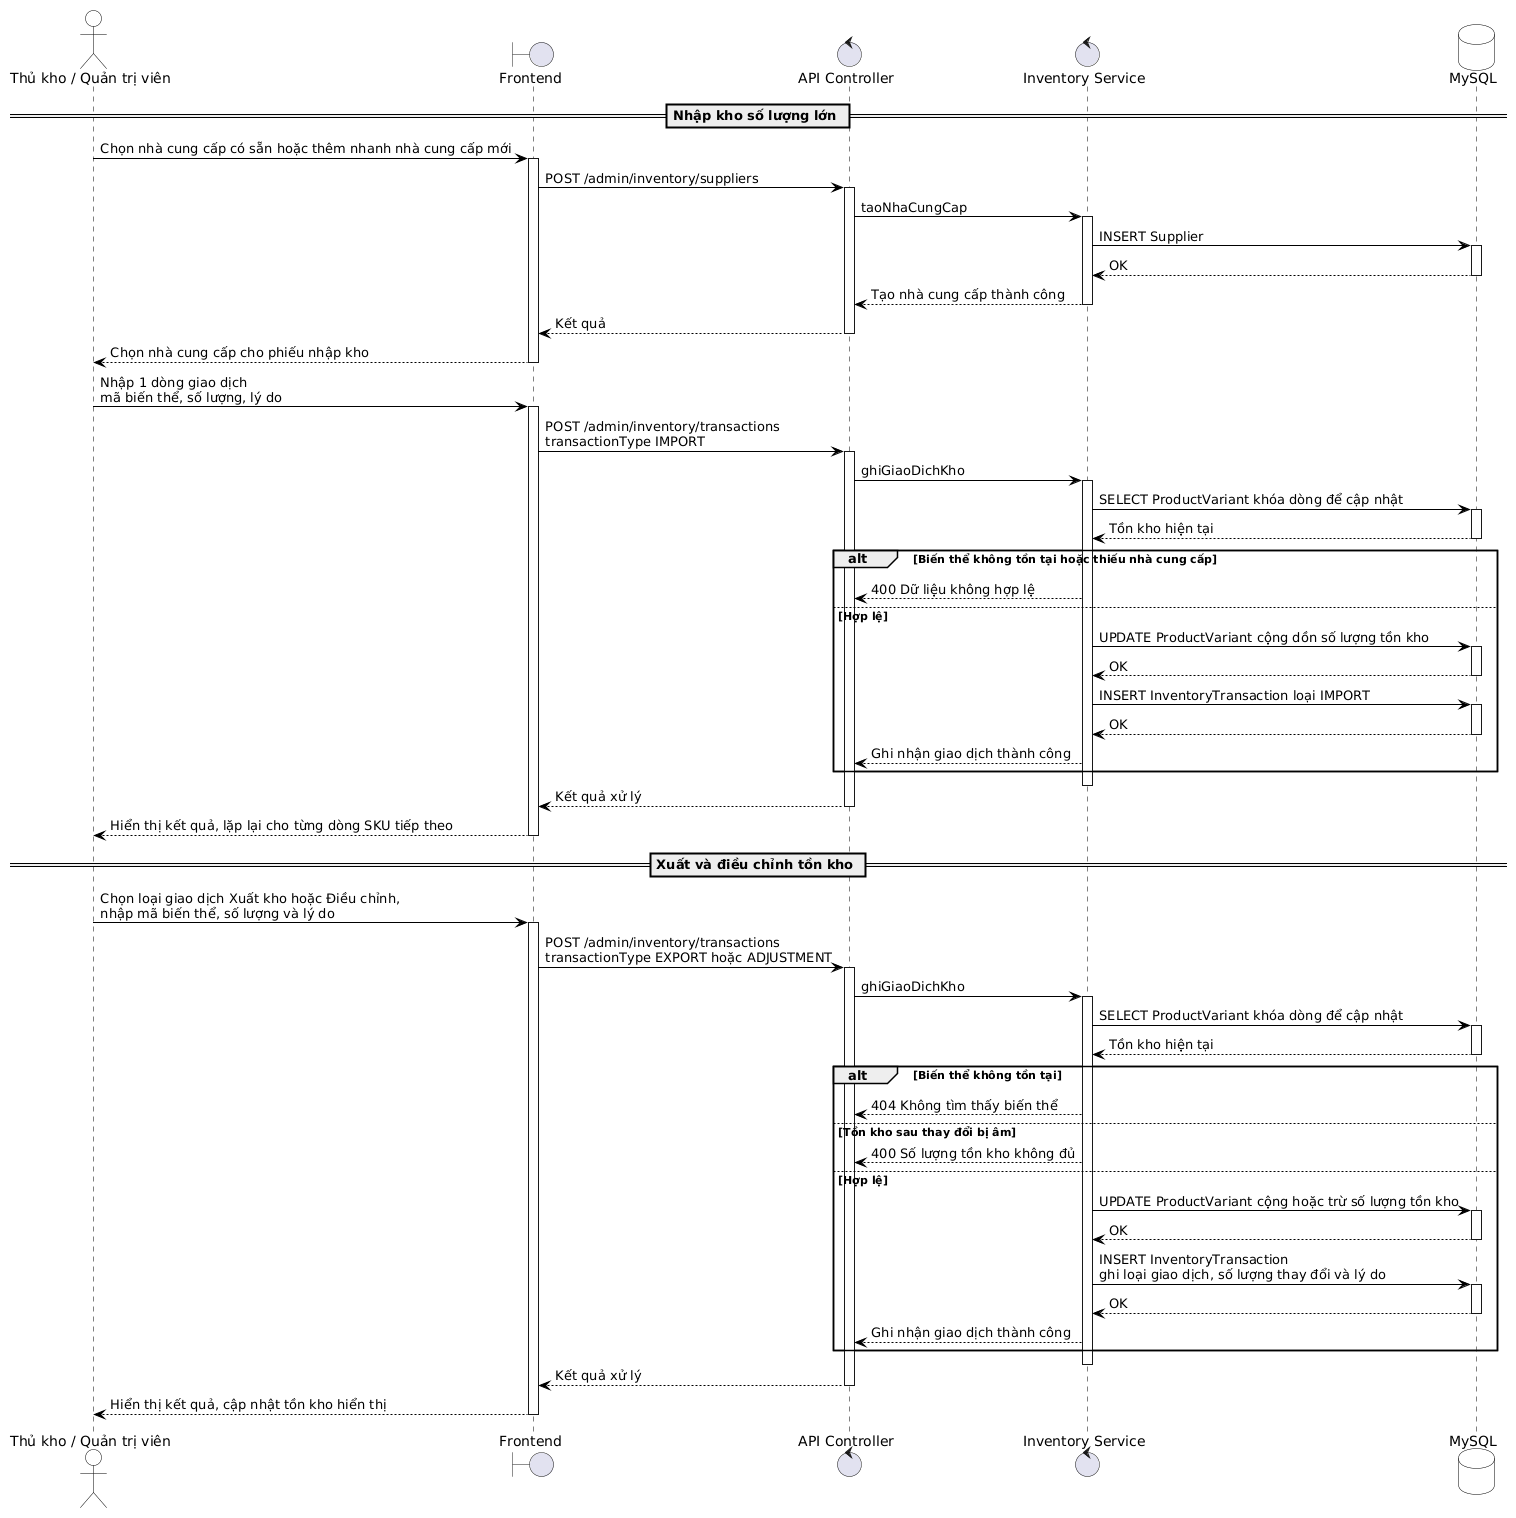 Thủ kho / Quản trị viên
Frontend
API Controller
Inventory Service
MySQL
Nhập kho số lượng lớn
Chọn nhà cung cấp có sẵn hoặc thêm nhanh nhà cung cấp mới
POST /admin/inventory/suppliers
taoNhaCungCap
INSERT Supplier
OK
Tạo nhà cung cấp thành công
Kết quả
Chọn nhà cung cấp cho phiếu nhập kho
Nhập 1 dòng giao dịch
mã biến thể, số lượng, lý do
POST /admin/inventory/transactions
transactionType IMPORT
ghiGiaoDichKho
SELECT ProductVariant khóa dòng để cập nhật
Tồn kho hiện tại
alt [Biến thể không tồn tại hoặc thiếu nhà cung cấp]
400 Dữ liệu không hợp lệ
[Hợp lệ]
UPDATE ProductVariant cộng dồn số lượng tồn kho
OK
INSERT InventoryTransaction loại IMPORT
OK
Ghi nhận giao dịch thành công
Kết quả xử lý
Hiển thị kết quả, lặp lại cho từng dòng SKU tiếp theo
Xuất và điều chỉnh tồn kho
Chọn loại giao dịch Xuất kho hoặc Điều chỉnh,
nhập mã biến thể, số lượng và lý do
POST /admin/inventory/transactions
transactionType EXPORT hoặc ADJUSTMENT
ghiGiaoDichKho
SELECT ProductVariant khóa dòng để cập nhật
Tồn kho hiện tại
alt [Biến thể không tồn tại]
404 Không tìm thấy biến thể
[Tồn kho sau thay đổi bị âm]
400 Số lượng tồn kho không đủ
[Hợp lệ]
UPDATE ProductVariant cộng hoặc trừ số lượng tồn kho
OK
INSERT InventoryTransaction
ghi loại giao dịch, số lượng thay đổi và lý do
OK
Ghi nhận giao dịch thành công
Kết quả xử lý
Hiển thị kết quả, cập nhật tồn kho hiển thị
Thủ kho / Quản trị viên
Frontend
API Controller
Inventory Service
MySQL